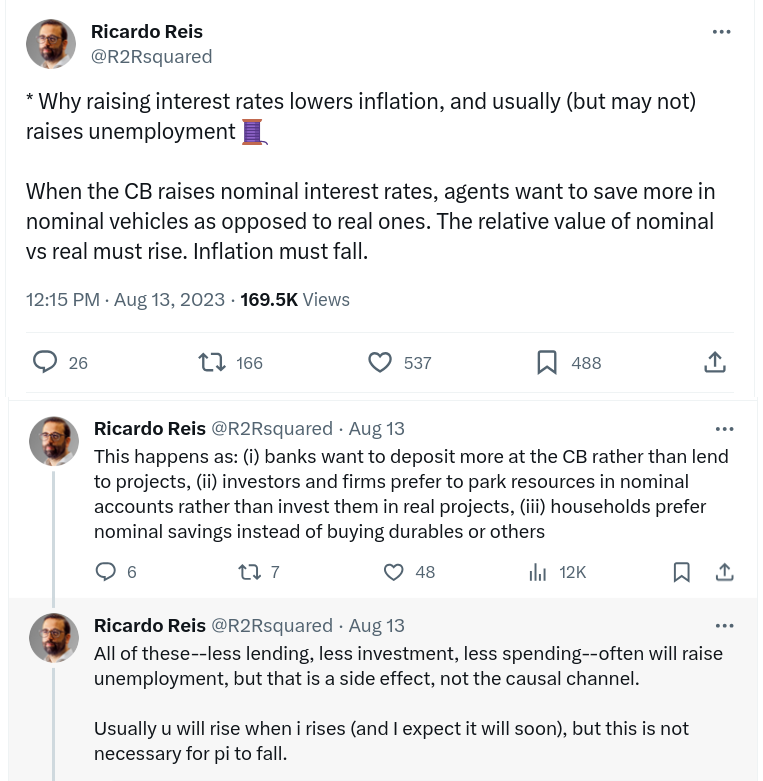 Ricardo Reis
@R2Rsquared
* Why raising interest rates lowers inflation, and usually (but may not)
raises unemployment 🧵
When the CB raises nominal interest rates, agents want to save more in
nominal vehicles as opposed to real ones. The relative value of nominal
vs real must rise. Inflation must fall.
12:15 PM · Aug 13, 2023 · 169.5K Views
26 166 537 488
Ricardo Reis @R2Rsquared · Aug 13
This happens as: (i) banks want to deposit more at the CB rather than lend
to projects, (ii) investors and firms prefer to park resources in nominal
accounts rather than invest them in real projects, (iii) households prefer
nominal savings instead of buying durables or others
6 7 48 12K
Ricardo Reis @R2Rsquared · Aug 13
All of these--less lending, less investment, less spending--often will raise
unemployment, but that is a side effect, not the causal channel.
Usually u will rise when i rises (and I expect it will soon), but this is not
necessary for pi to fall.